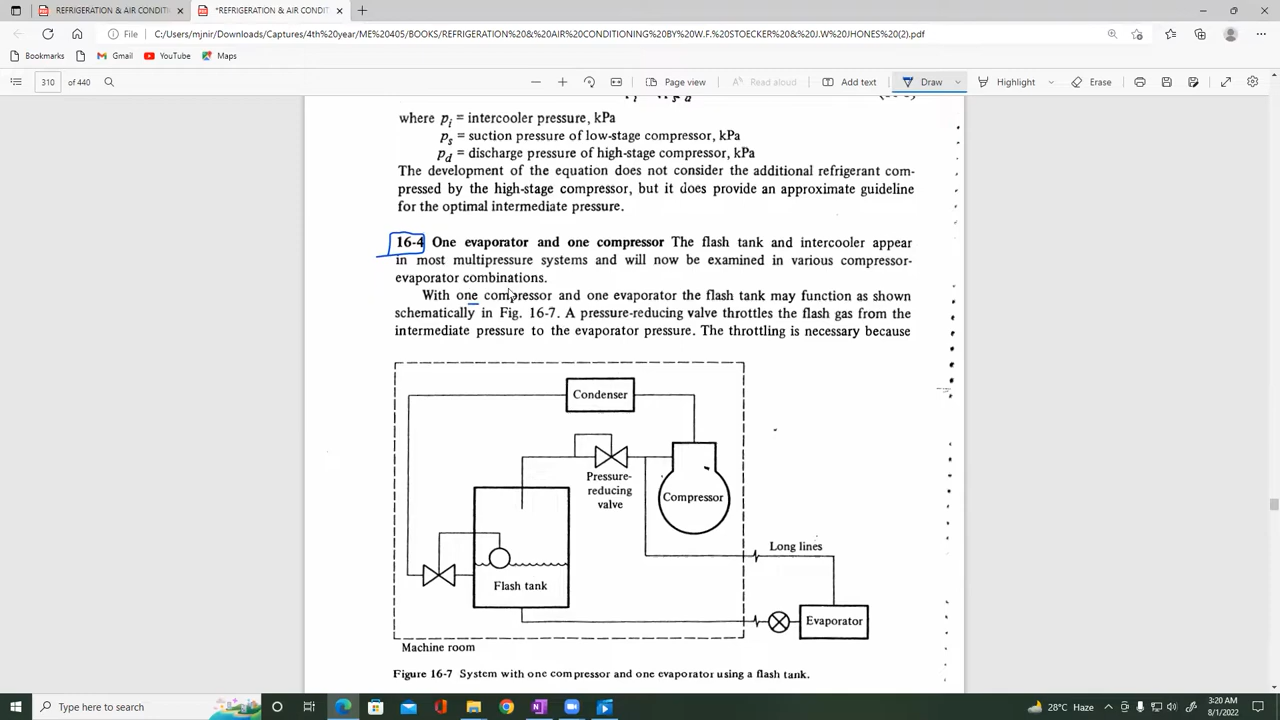 REFRIGERATION & AIR CONDITI
*REFRIGERATION & AIR CONDIT
File
C:/Users/mjnir/Downloads/Captures/4th%20year/ME%20405/BOOKS/REFRIGERATION%20&%20AIR%20CONDITIONING%20BY%20W.F.STOECKER%20&%20J.W%20JHONES%20(2).pdf
Bookmarks
Gmail
YouTube
Maps
310 of 440
Page view
Read aloud
Add text
Draw
Highlight
Erase
where pi = intercooler pressure, kPa
ps = suction pressure of low-stage compressor, kPa
pd = discharge pressure of high-stage compressor, kPa
The development of the equation does not consider the additional refrigerant com-
pressed by the high-stage compressor, but it does provide an approximate guideline
for the optimal intermediate pressure.
16-4 One evaporator and one compressor The flash tank and intercooler appear
in most multipressure systems and will now be examined in various compressor-
evaporator combinations.
With one compressor and one evaporator the flash tank may function as shown
schematically in Fig. 16-7. A pressure-reducing valve throttles the flash gas from the
intermediate pressure to the evaporator pressure. The throttling is necessary because
Condenser
Pressure-
reducing
valve
Compressor
Long lines
Flash tank
Evaporator
Machine room
Figure 16-7 System with one compressor and one evaporator using a flash tank.
Type here to search
28°C Haze
3:20 AM
8/1/2022